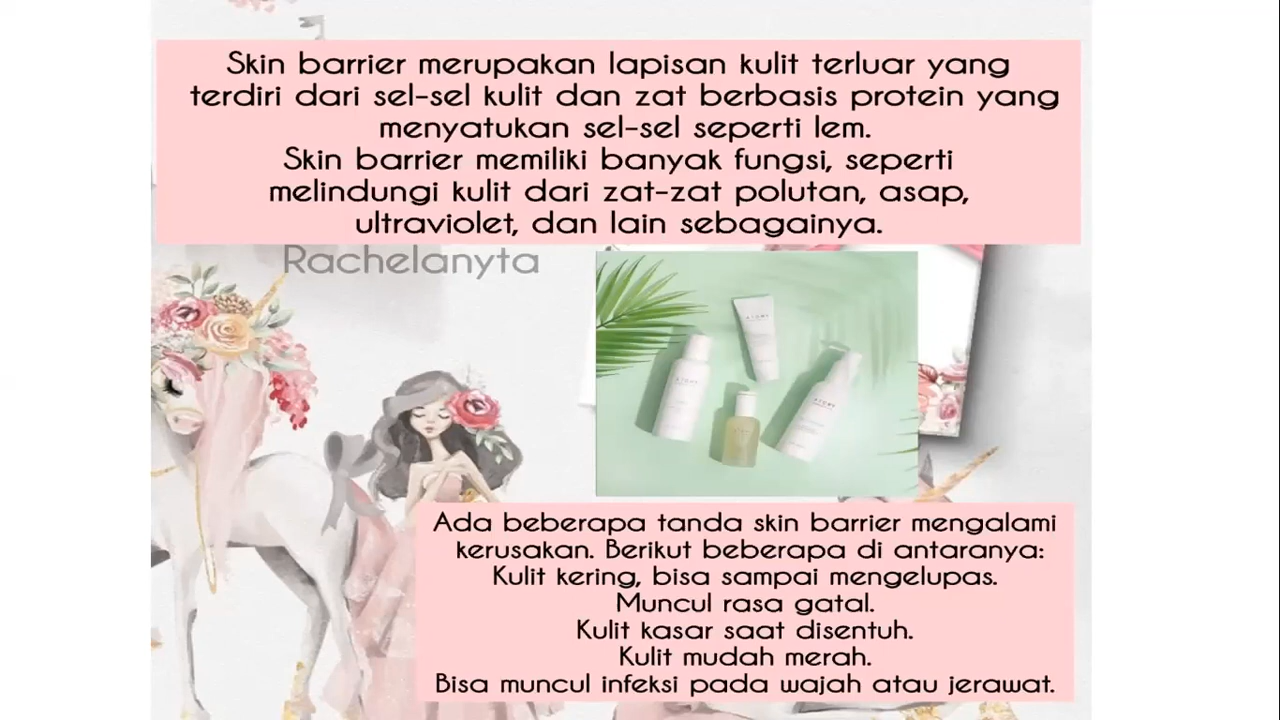 Skin barrier merupakan lapisan kulit terluar yang
terdiri dari sel-sel kulit dan zat berbasis protein yang
menyatukan sel-sel seperti lem.
Skin barrier memiliki banyak fungsi, seperti
melindungi kulit dari zat-zat polutan, asap,
ultraviolet, dan lain sebagainya.
Rachelanyta
ATOMY
ATOMY
ATOMY
Ada beberapa tanda skin barrier mengalami
kerusakan. Berikut beberapa di antaranya:
Kulit kering, bisa sampai mengelupas.
Muncul rasa gatal.
Kulit kasar saat disentuh.
Kulit mudah merah.
Bisa muncul infeksi pada wajah atau jerawat.